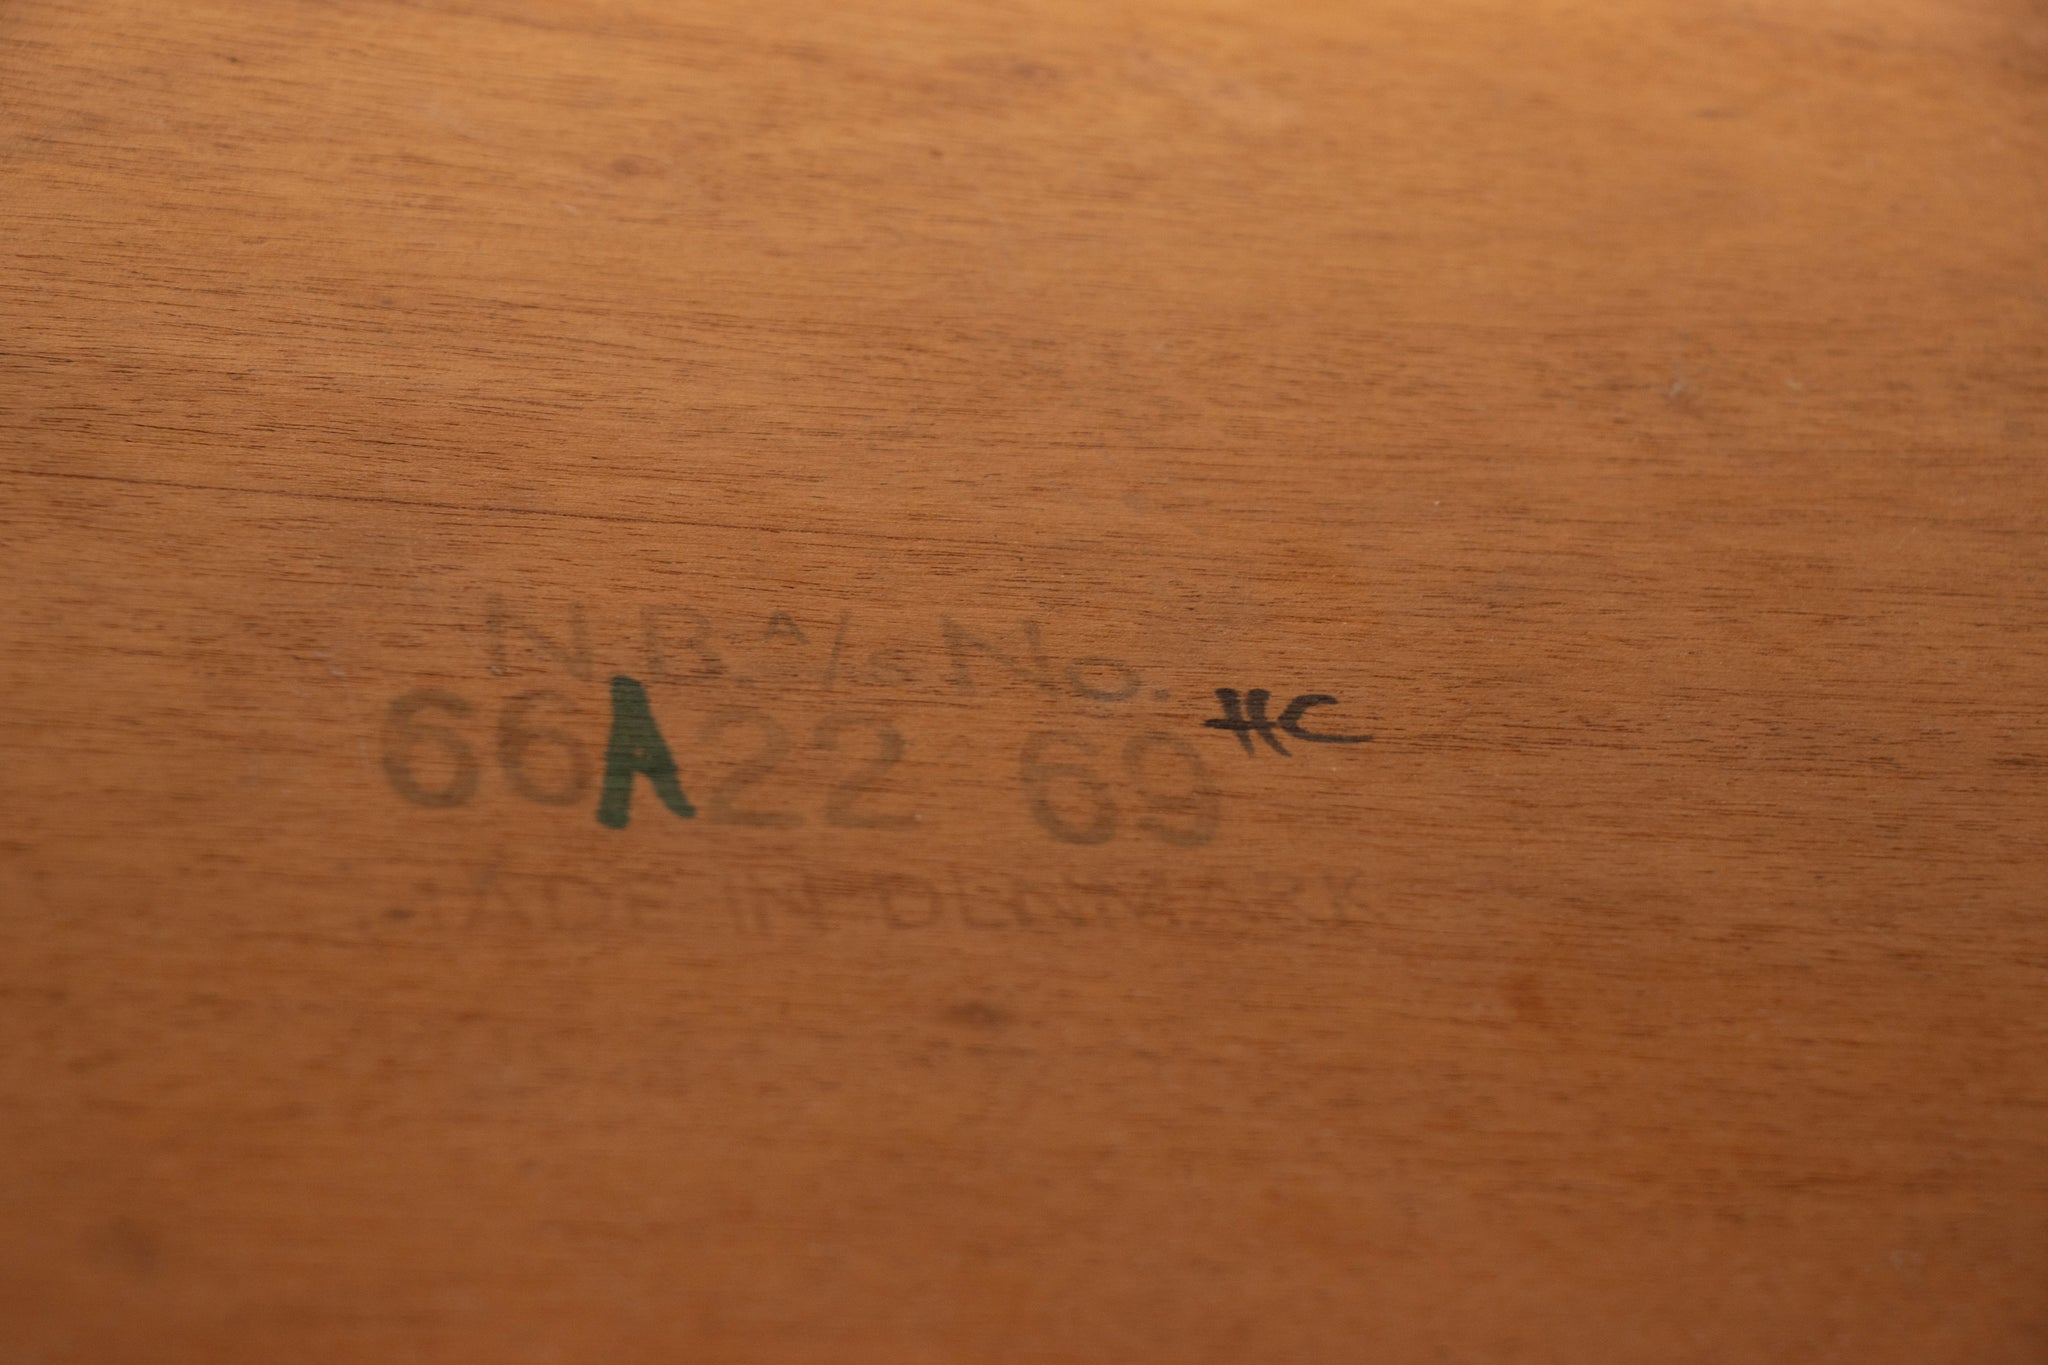 N.B. A/S No.
66A22 69 HC
MADE IN DENMARK